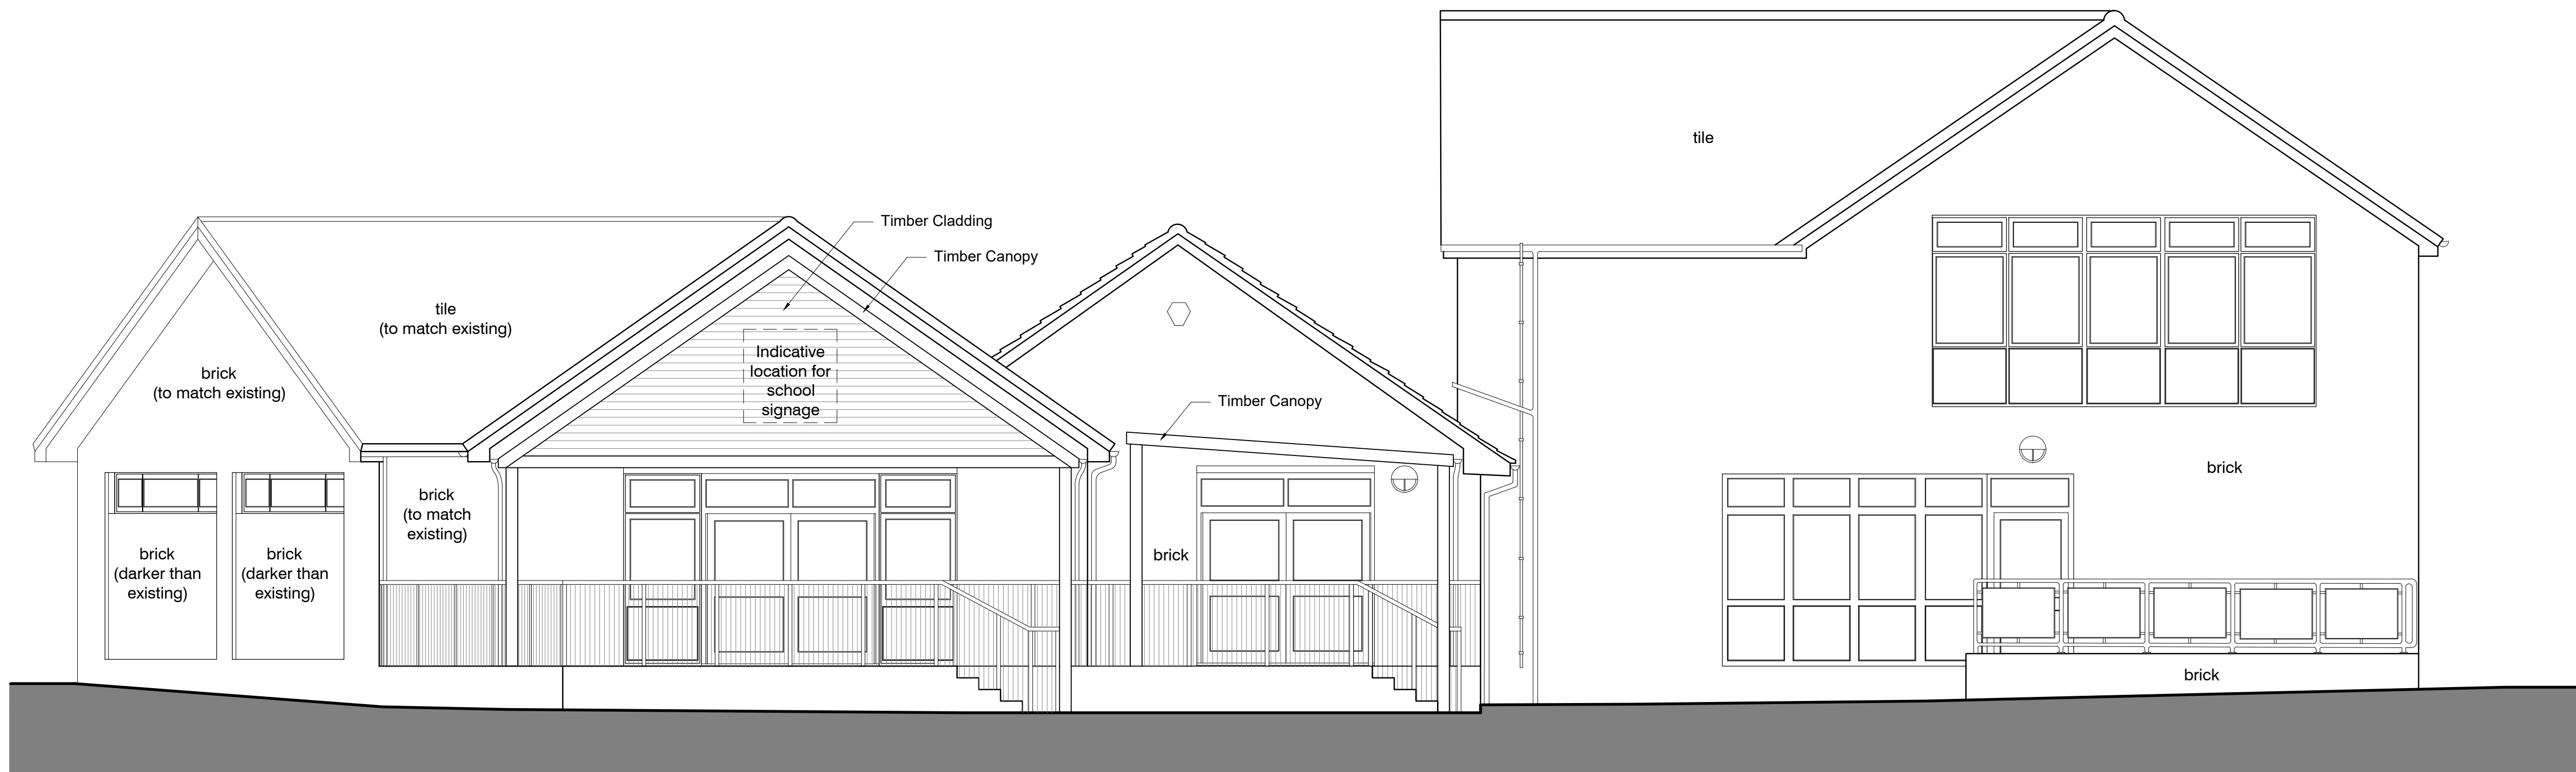 tile
Timber Cladding
Timber Canopy
tile
(to match existing)
Indicative
location for
school
signage
brick
(to match existing)
Timber Canopy
brick
brick
(to match
existing)
brick
(darker than
existing)
brick
(darker than
existing)
brick
brick